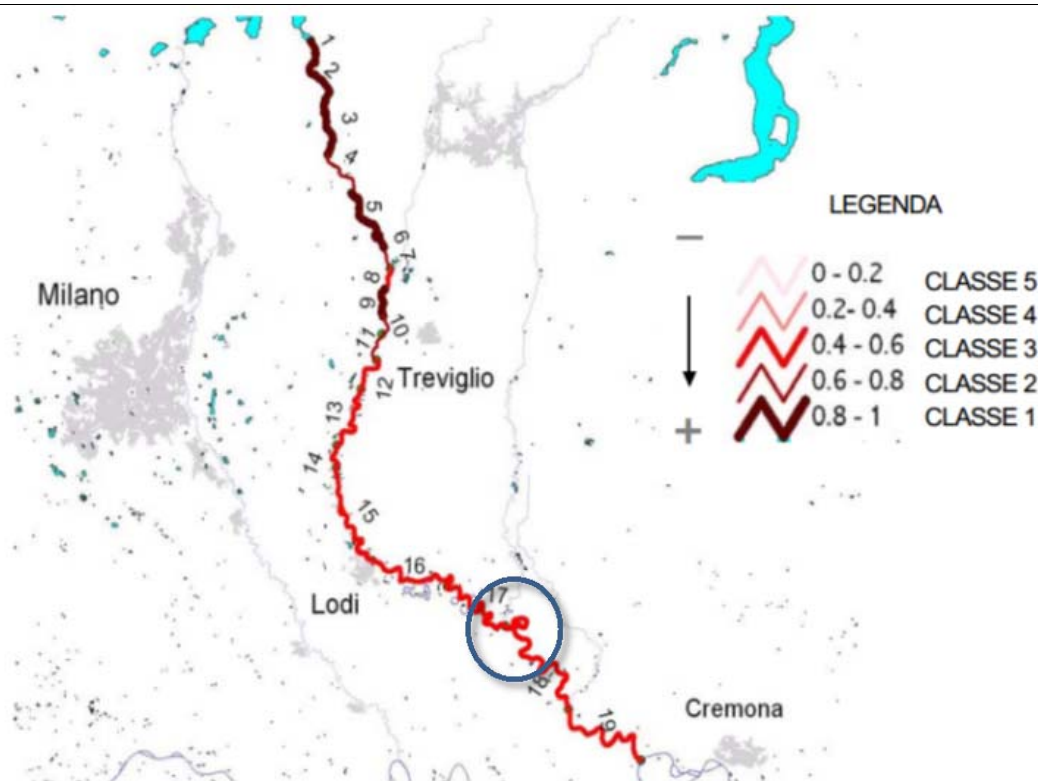 1
2
3
4
5
6
7
8
9
10
11
12
13
14
15
16
17
18
19
Milano
Treviglio
Lodi
Cremona
LEGENDA
−
0 - 0.2 CLASSE 5
0.2- 0.4 CLASSE 4
0.4 - 0.6 CLASSE 3
0.6 - 0.8 CLASSE 2
0.8 - 1 CLASSE 1
+